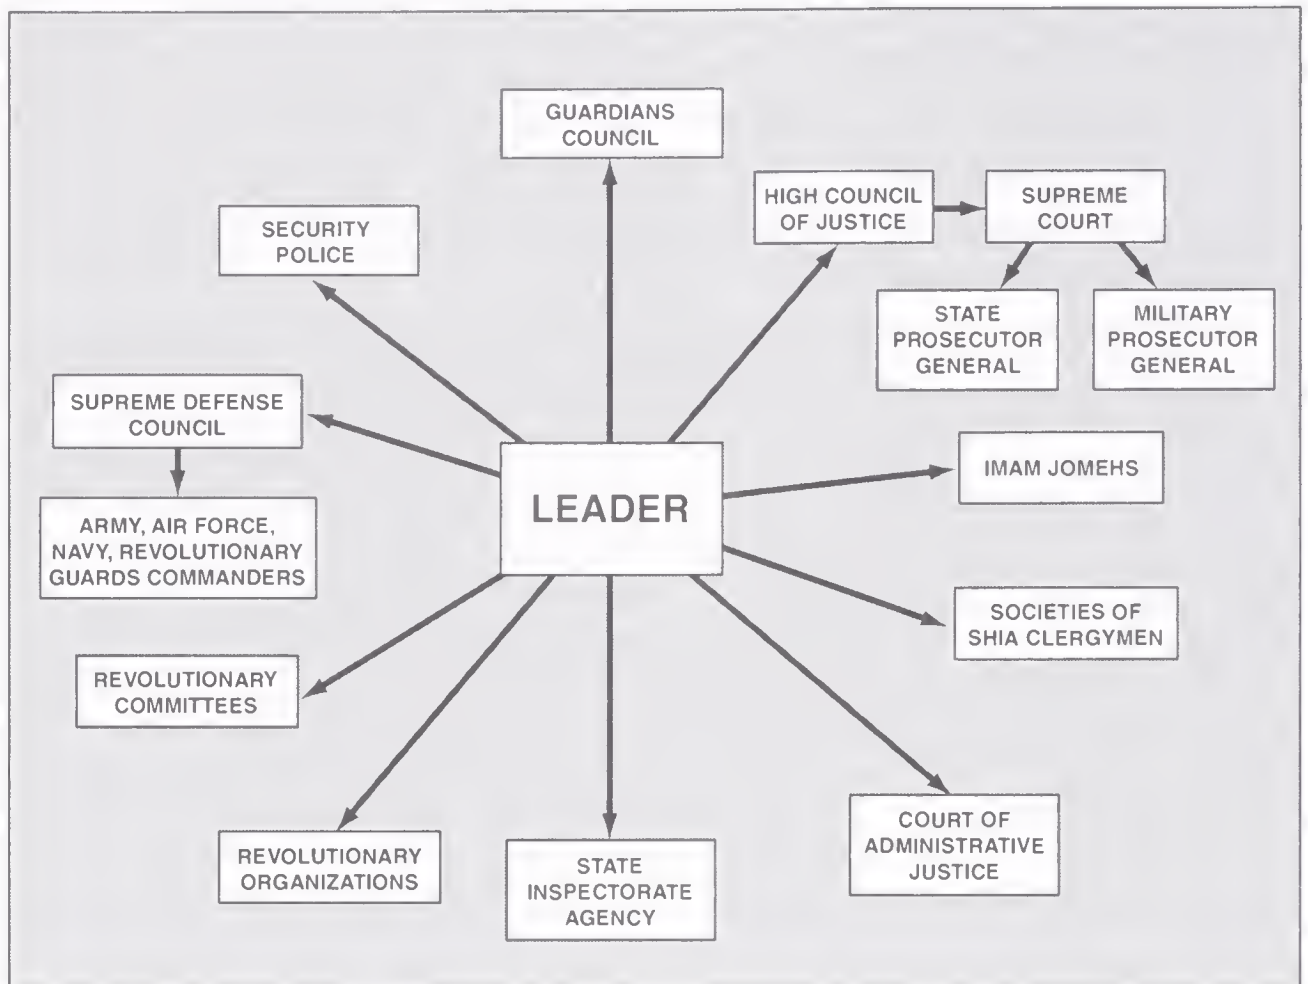 GUARDIANS
COUNCIL
HIGH COUNCIL
OF JUSTICE
SUPREME
COURT
SECURITY
POLICE
STATE
PROSECUTOR
GENERAL
MILITARY
PROSECUTOR
GENERAL
SUPREME DEFENSE
COUNCIL
IMAM JOMEHS
LEADER
ARMY, AIR FORCE,
NAVY, REVOLUTIONARY
GUARDS COMMANDERS
SOCIETIES OF
SHIA CLERGYMEN
REVOLUTIONARY
COMMITTEES
COURT OF
ADMINISTRATIVE
JUSTICE
REVOLUTIONARY
ORGANIZATIONS
STATE
INSPECTORATE
AGENCY